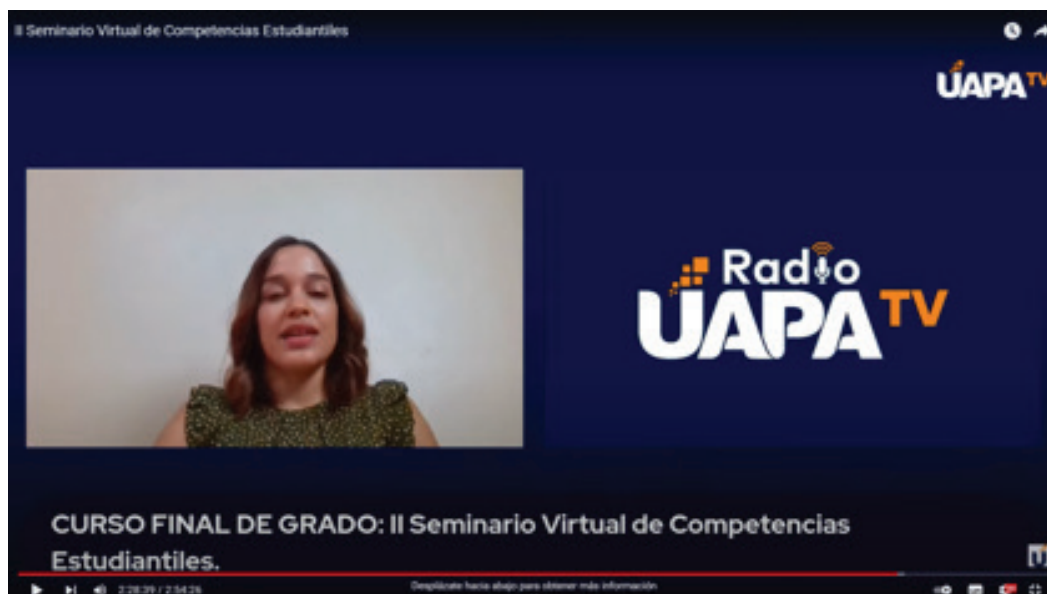 II Seminario Virtual de Competencias Estudiantiles
UAPA TV
Radio
UAPA TV
CURSO FINAL DE GRADO: II Seminario Virtual de Competencias
Estudiantiles.
2:28:39 / 2:54:26
Desplázate hacia abajo para obtener más información